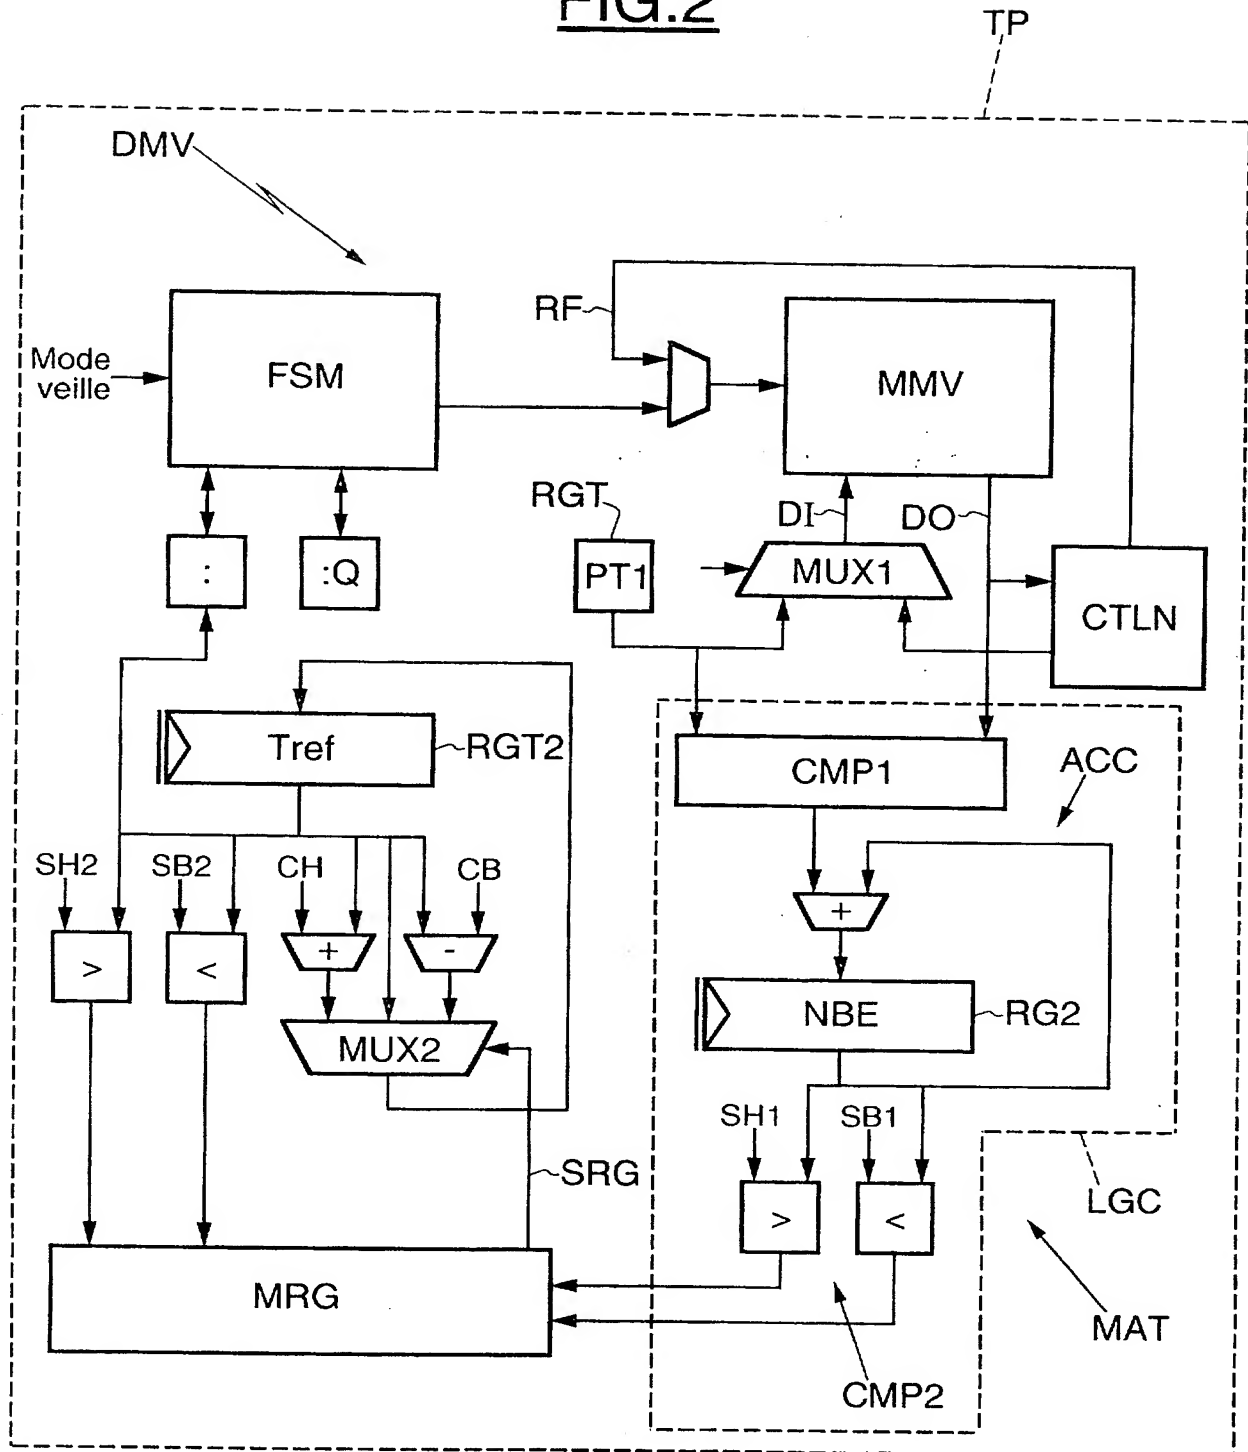 FIG.2
TP
DMV
RF
Mode
veille
FSM
MMV
RGT
DI
DO
:
:Q
PT1
MUX1
CTLN
Tref
RGT2
CMP1
ACC
SH2
SB2
CH
CB
+
>
<
+
-
NBE
RG2
MUX2
SH1
SB1
SRG
LGC
>
<
MRG
MAT
CMP2